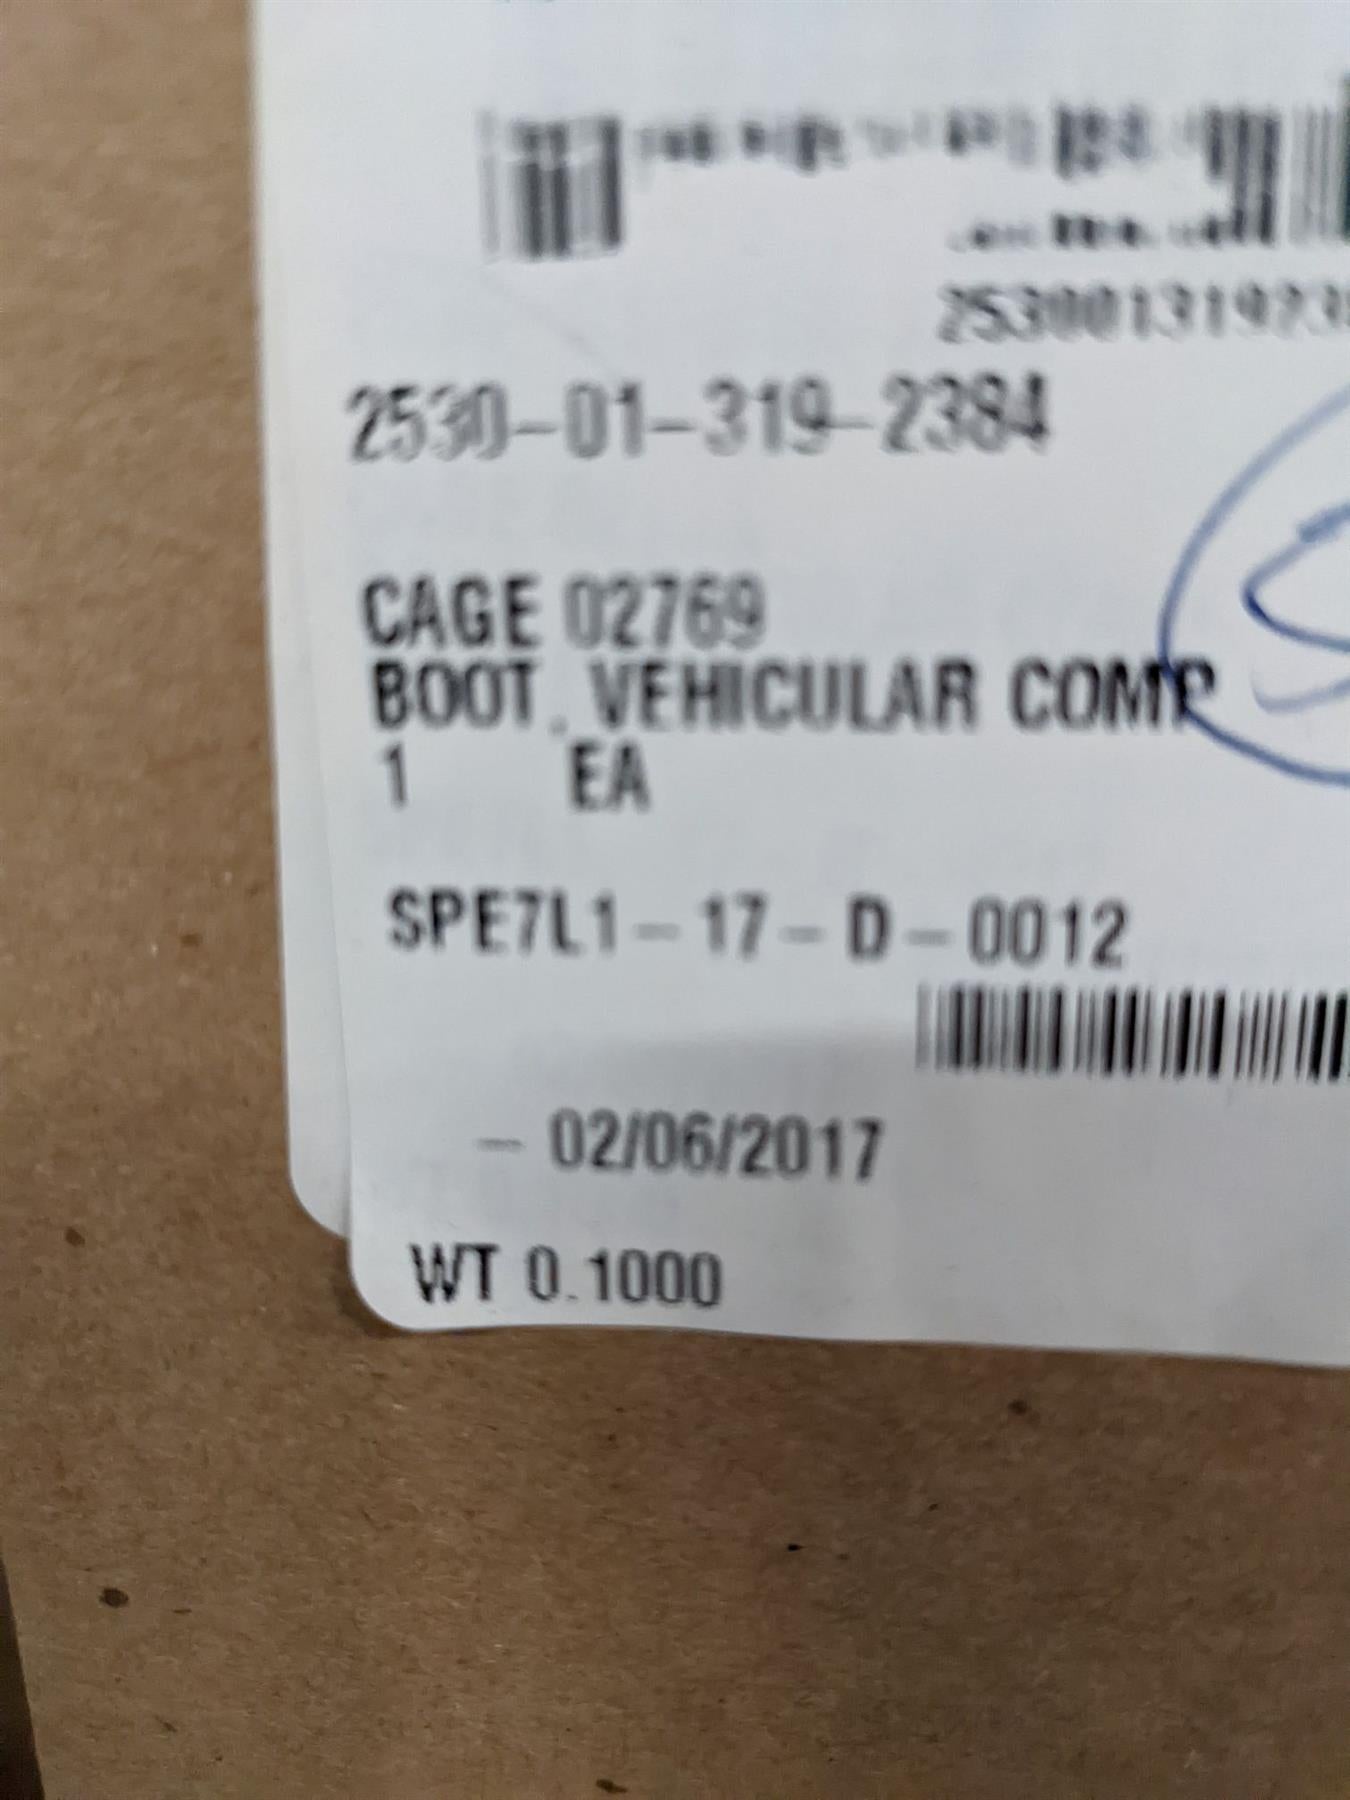 2530013192384
2530-01-319-2384
CAGE 02769
BOOT, VEHICULAR COMP
1 EA
SPE7L1-17-D-0012
- 02/06/2017
WT 0.1000